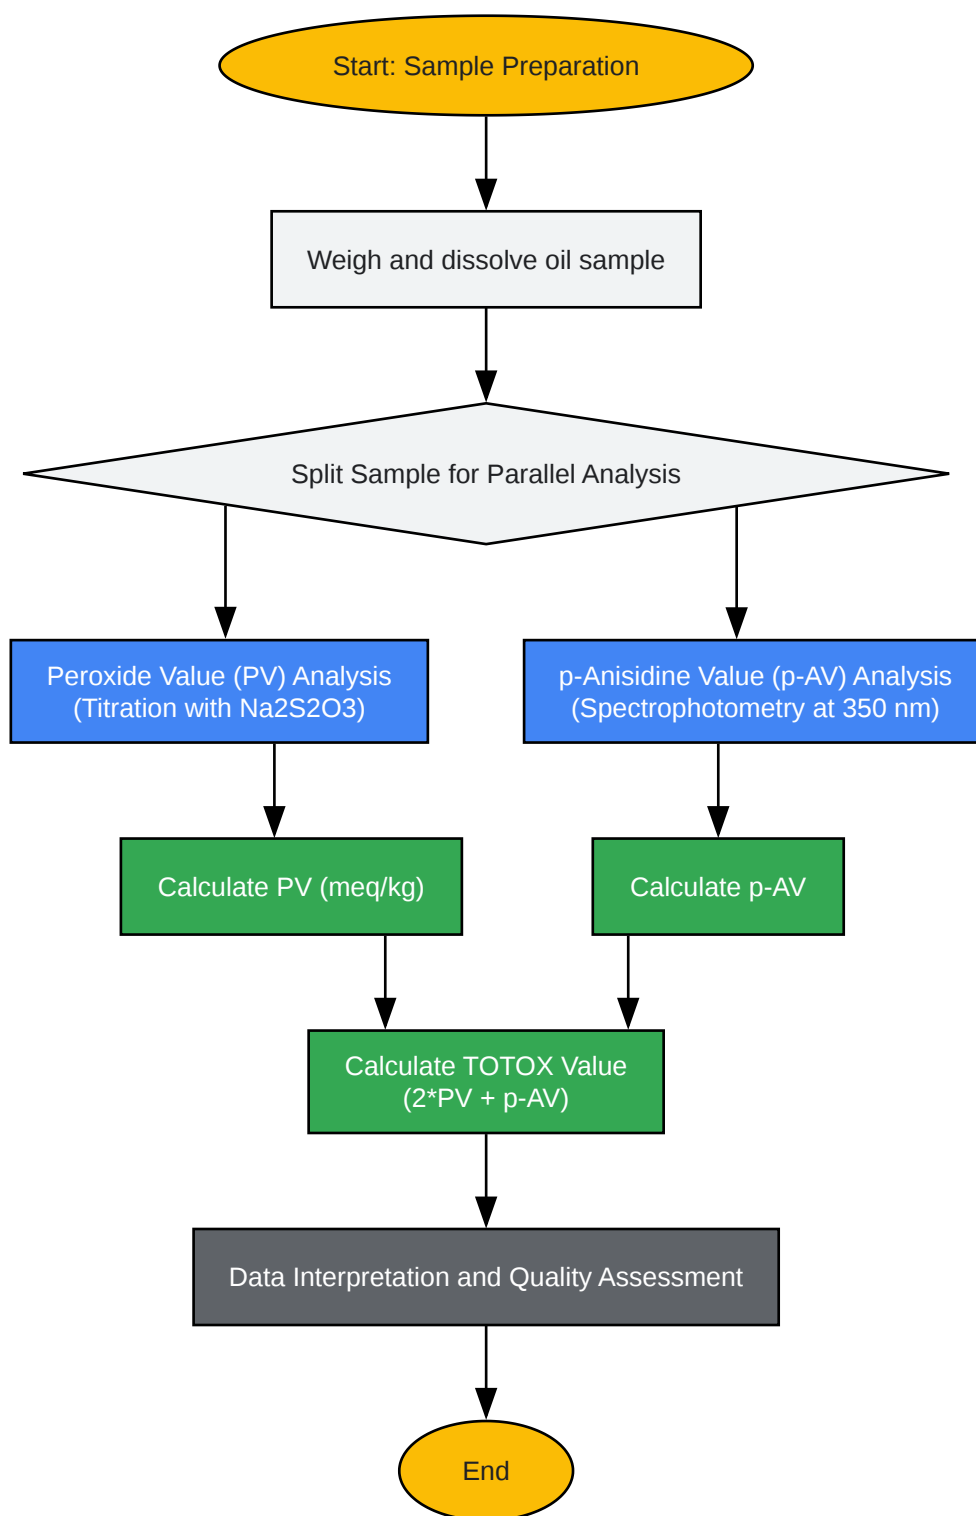 Start: Sample Preparation
Weigh and dissolve oil sample
Split Sample for Parallel Analysis
Peroxide Value (PV) Analysis
(Titration with Na2S2O3)
p-Anisidine Value (p-AV) Analysis
(Spectrophotometry at 350 nm)
Calculate PV (meq/kg)
Calculate p-AV
Calculate TOTOX Value
(2*PV + p-AV)
Data Interpretation and Quality Assessment
End